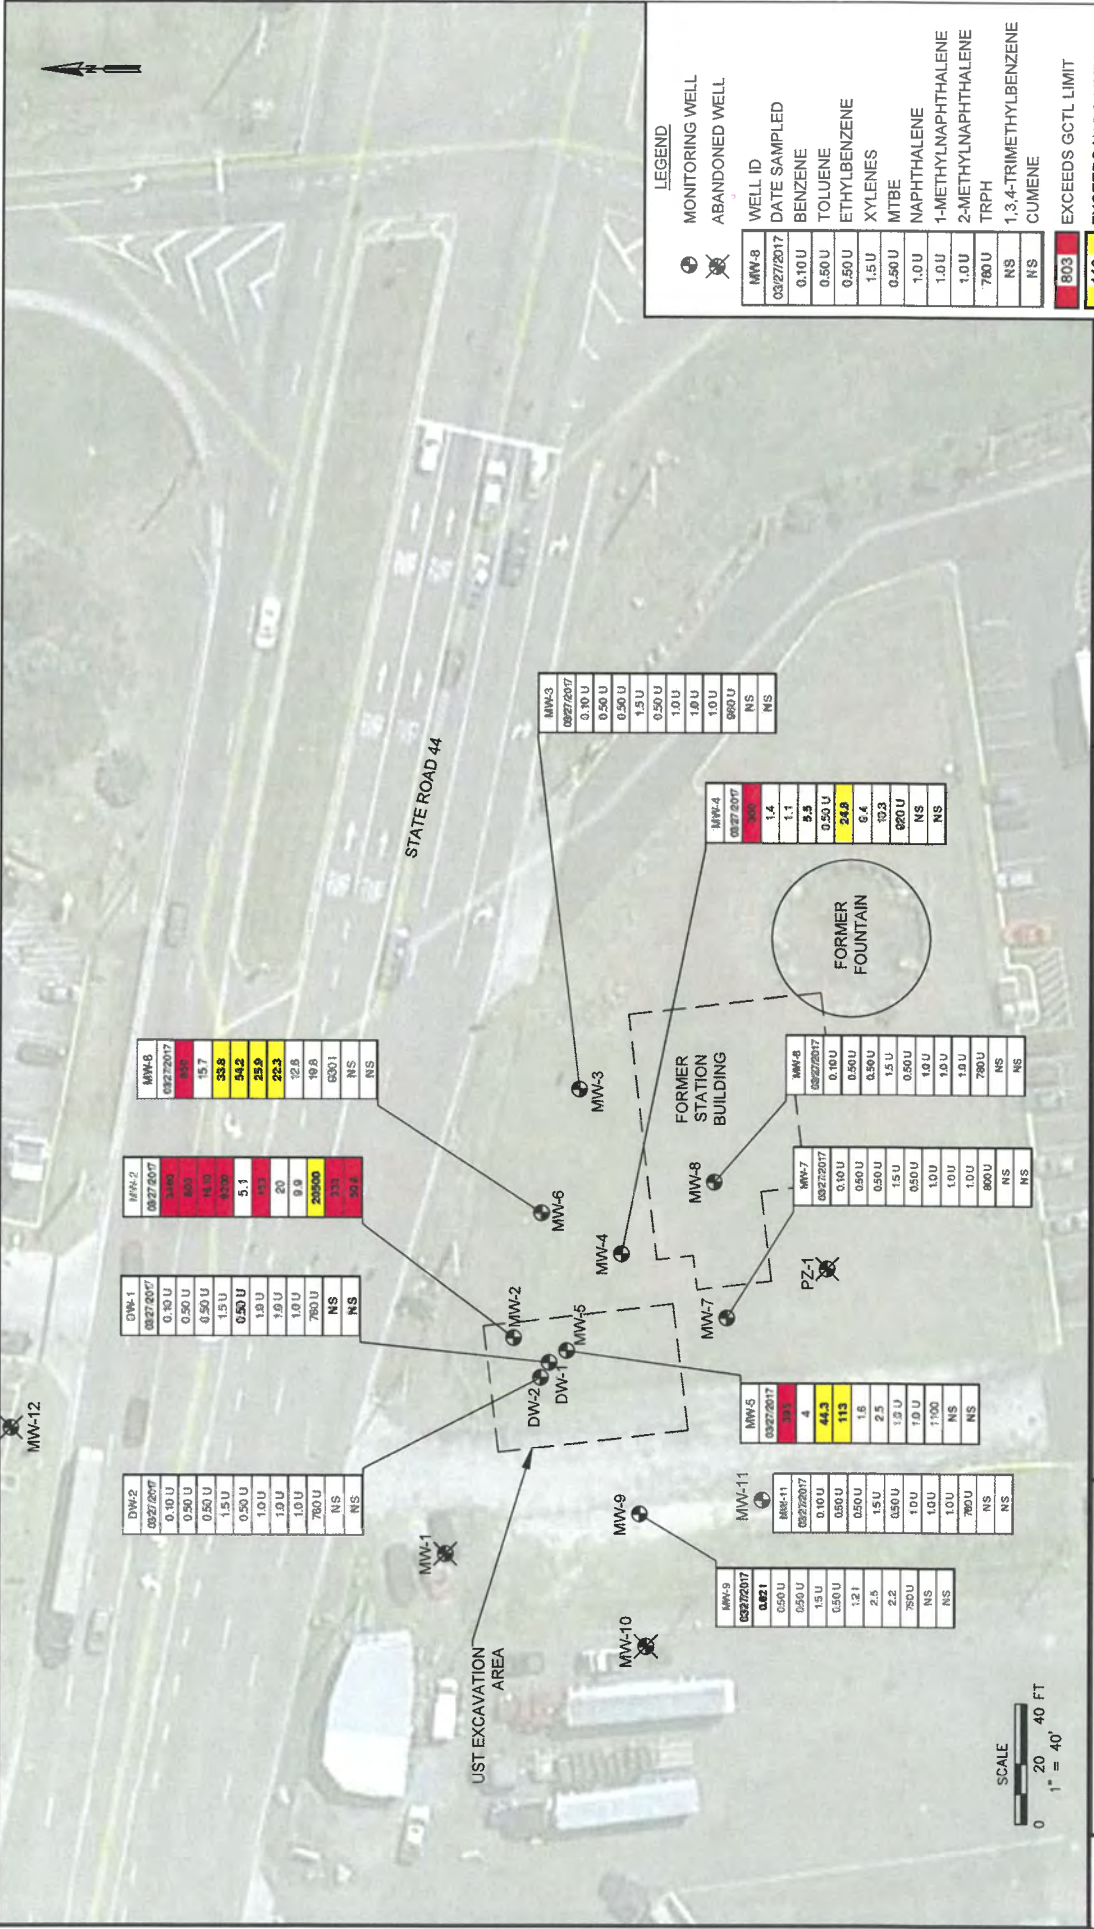 MW-12
DW-2
03/27/2017
0.10 U
0.50 U
0.50 U
1.5 U
0.50 U
1.0 U
1.0 U
1.0 U
760 U
NS
NS
DW-1
03/27/2017
0.10 U
0.50 U
0.50 U
1.5 U
0.50 U
1.0 U
1.0 U
1.0 U
760 U
NS
NS
MW-2
03/27/2017
5.1
20
9.9
20500
MW-6
03/27/2017
15.7
33.8
54.2
25.9
22.3
12.6
19.8
NS
NS
STATE ROAD 44
MW-3
03/27/2017
0.10 U
0.50 U
0.50 U
1.5 U
0.50 U
1.0 U
1.0 U
1.0 U
960 U
NS
NS
MW-4
03/27/2017
1.4
1.1
5.5
0.50 U
24.8
10.3
920 U
NS
NS
MW-1
UST EXCAVATION
AREA
DW-2
DW-1
MW-2
MW-5
MW-6
MW-4
MW-3
MW-9
MW-10
MW-11
MW-7
MW-8
PZ-1
FORMER
STATION
BUILDING
FORMER
FOUNTAIN
MW-9
03/27/2017
0.50 U
0.50 U
1.5 U
0.50 U
1.2 I
2.5
2.2
NS
NS
MW-11
03/27/2017
0.10 U
0.50 U
0.50 U
1.5 U
0.50 U
1.0 U
1.0 U
1.0 U
760 U
NS
NS
MW-5
03/27/2017
4
44.3
113
1.6
2.5
1.0 U
1.0 U
1100
NS
NS
MW-7
03/27/2017
0.10 U
0.50 U
0.50 U
1.5 U
0.50 U
1.0 U
1.0 U
1.0 U
800 U
NS
NS
MW-8
03/27/2017
0.10 U
0.50 U
0.50 U
1.5 U
0.50 U
1.0 U
1.0 U
1.0 U
780 U
NS
NS
SCALE
0 20 40 FT
1" = 40'
N
LEGEND
MONITORING WELL
ABANDONED WELL
MW-8 WELL ID
03/27/2017 DATE SAMPLED
0.10 U BENZENE
0.50 U TOLUENE
0.50 U ETHYLBENZENE
1.5 U XYLENES
0.50 U MTBE
1.0 U NAPHTHALENE
1.0 U 1-METHYLNAPHTHALENE
1.0 U 2-METHYLNAPHTHALENE
780 U TRPH
NS 1,3,4-TRIMETHYLBENZENE
NS CUMENE
803 EXCEEDS GCTL LIMIT